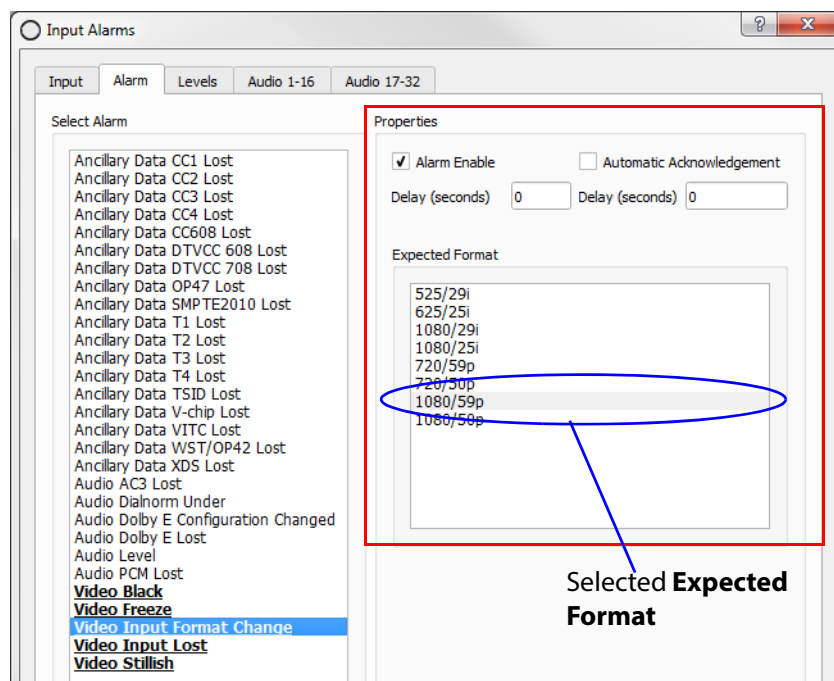 Input Alarms
?
x
Input
Alarm
Levels
Audio 1-16
Audio 17-32
Select Alarm
Ancillary Data CC1 Lost
Ancillary Data CC2 Lost
Ancillary Data CC3 Lost
Ancillary Data CC4 Lost
Ancillary Data CC608 Lost
Ancillary Data DTVCC 608 Lost
Ancillary Data DTVCC 708 Lost
Ancillary Data OP47 Lost
Ancillary Data SMPTE2010 Lost
Ancillary Data T1 Lost
Ancillary Data T2 Lost
Ancillary Data T3 Lost
Ancillary Data T4 Lost
Ancillary Data TSID Lost
Ancillary Data V-chip Lost
Ancillary Data VITC Lost
Ancillary Data WST/OP42 Lost
Ancillary Data XDS Lost
Audio AC3 Lost
Audio Dialnorm Under
Audio Dolby E Configuration Changed
Audio Dolby E Lost
Audio Level
Audio PCM Lost
Video Black
Video Freeze
Video Input Format Change
Video Input Lost
Video Stillish
Properties
Alarm Enable
Automatic Acknowledgement
Delay (seconds) 0
Delay (seconds) 0
Expected Format
525/29i
625/25i
1080/29i
1080/25i
720/59p
720/50p
1080/59p
1080/50p
Selected Expected
Format